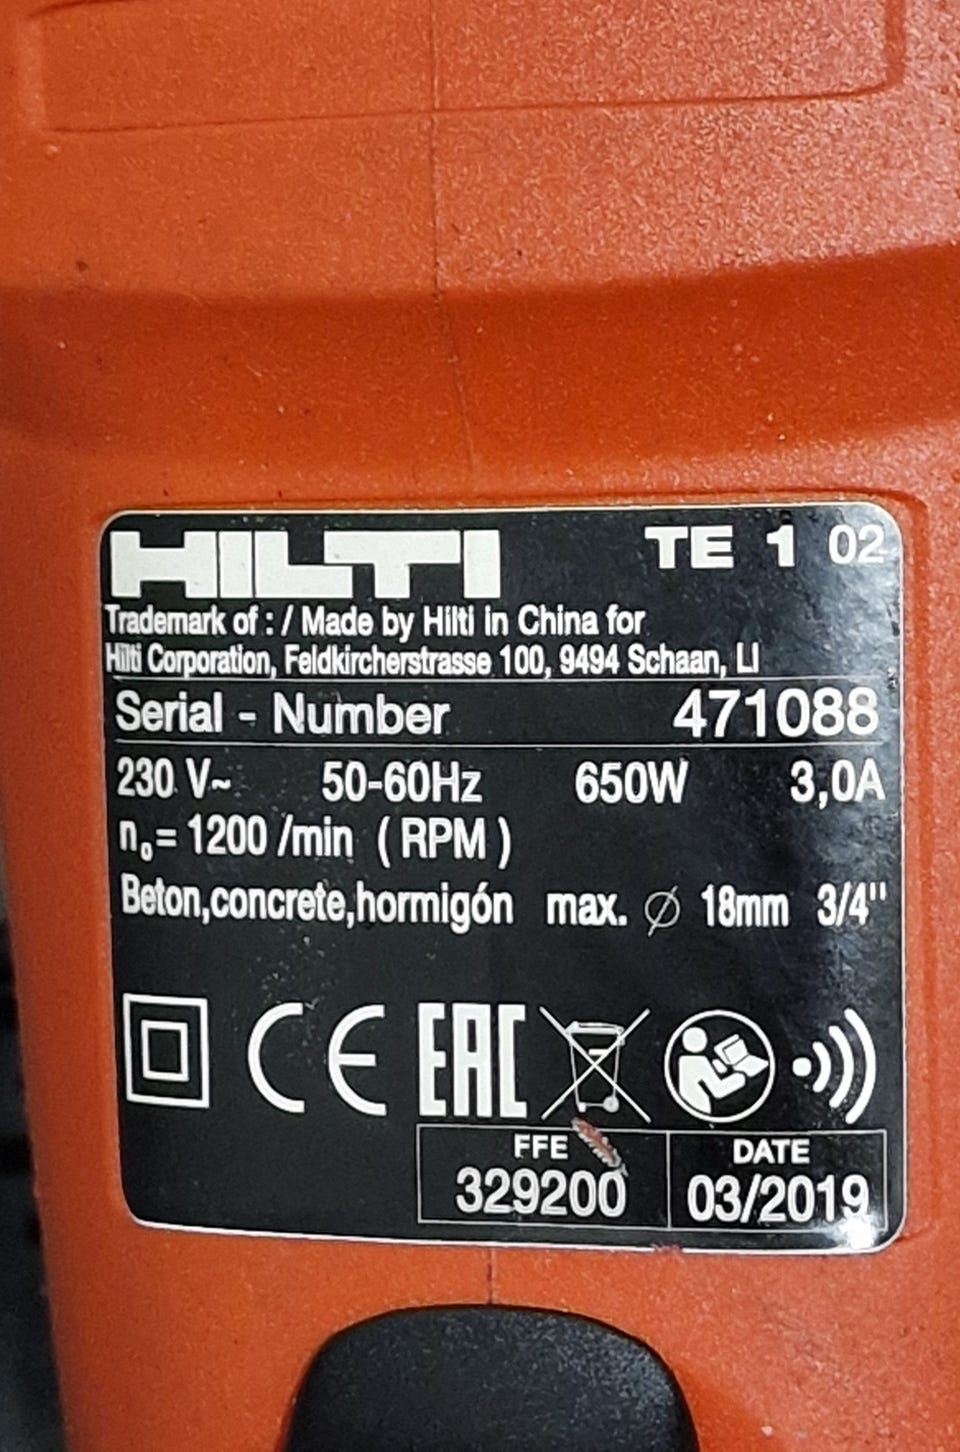 HILTI TE 1 02
Trademark of : / Made by Hilti in China for
Hilti Corporation, Feldkircherstrasse 100, 9494 Schaan, LI
Serial - Number 471088
230 V~ 50-60Hz 650W 3,0A
n₀= 1200 /min ( RPM )
Beton,concrete,hormigón max. ⌀ 18mm 3/4"
CE EAC
FFE DATE
329200 03/2019